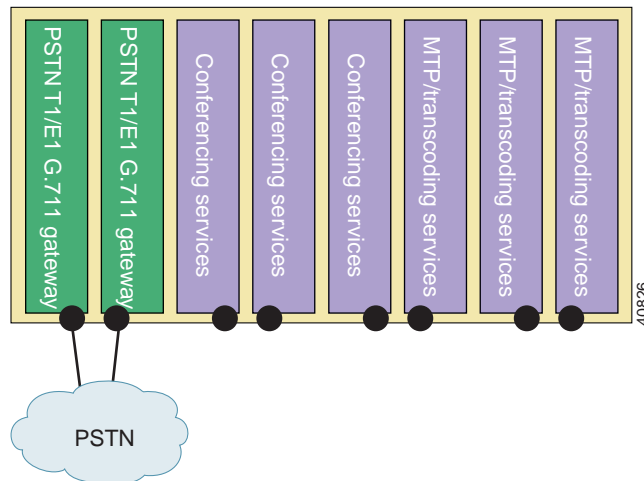 PSTN T1/E1 G.711 gateway
PSTN T1/E1 G.711 gateway
Conferencing services
Conferencing services
Conferencing services
MTP/transcoding services
MTP/transcoding services
MTP/transcoding services
40826
PSTN